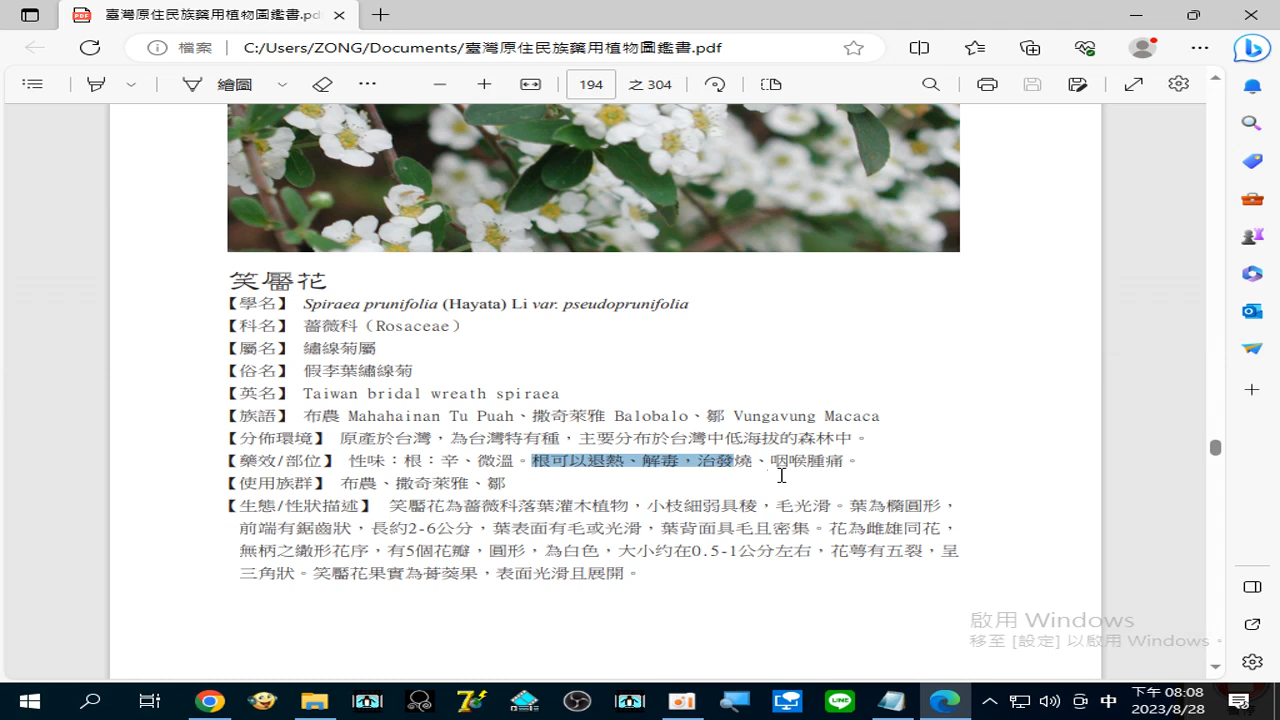 臺灣原住民族藥用植物圖鑑書.pdf
檔案 C:/Users/ZONG/Documents/臺灣原住民族藥用植物圖鑑書.pdf
繪圖 194 之 304
笑靨花
【學名】 Spiraea prunifolia (Hayata) Li var. pseudoprunifolia
【科名】 薔薇科（Rosaceae）
【屬名】 繡線菊屬
【俗名】 假李葉繡線菊
【英名】 Taiwan bridal wreath spiraea
【族語】 布農 Mahahainan Tu Puah、撒奇萊雅 Balobalo、鄒 Vungavung Macaca
【分佈環境】 原產於台灣，為台灣特有種，主要分布於台灣中低海拔的森林中。
【藥效/部位】 性味：根：辛、微溫。根可以退熱、解毒，治發燒、咽喉腫痛。
【使用族群】 布農、撒奇萊雅、鄒
【生態/性狀描述】 笑靨花為薔薇科落葉灌木植物，小枝細弱具稜，毛光滑。葉為橢圓形，
前端有鋸齒狀，長約2-6公分，葉表面有毛或光滑，葉背面具毛且密集。花為雌雄同花，
無柄之繖形花序，有5個花瓣，圓形，為白色，大小约在0.5-1公分左右，花萼有五裂，呈
三角狀。笑靨花果實為蓇葖果，表面光滑且展開。
啟用 Windows
移至 [設定] 以啟用 Windows。
中
下午 08:08
2023/8/28